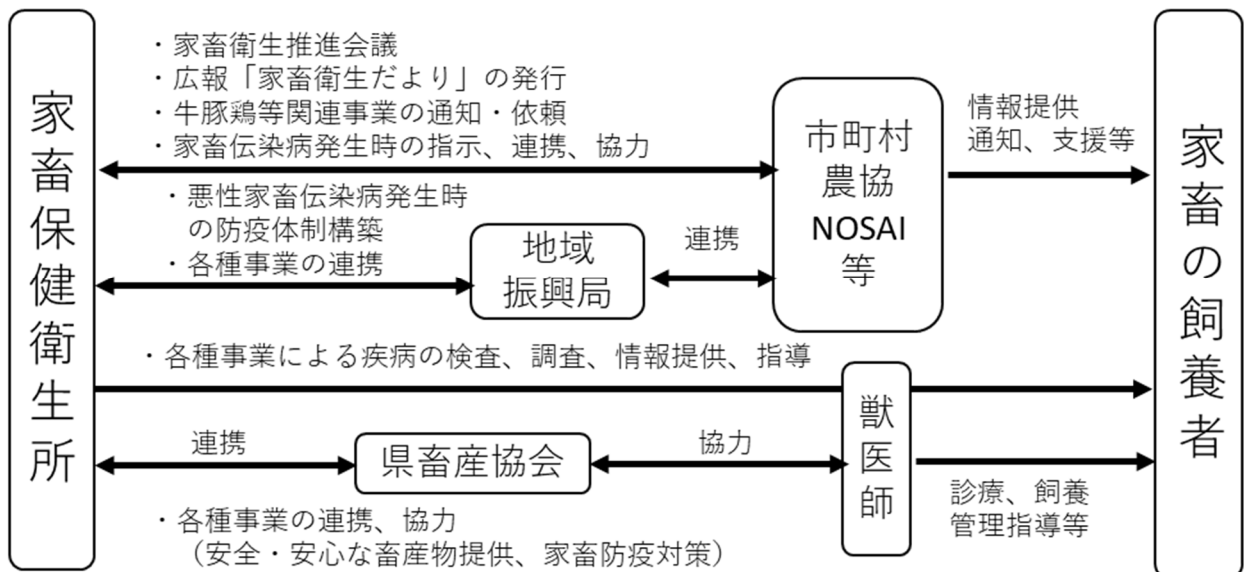 家畜保健衛生所
・家畜衛生推進会議
・広報「家畜衛生だより」の発行
・牛豚鶏等関連事業の通知・依頼
・家畜伝染病発生時の指示、連携、協力
・悪性家畜伝染病発生時
の防疫体制構築
・各種事業の連携
地域
振興局
連携
市町村
農協
NOSAI
等
情報提供
通知、支援等
家畜の飼養者
・各種事業による疾病の検査、調査、情報提供、指導
連携
県畜産協会
協力
獣医師
診療、飼養
管理指導等
・各種事業の連携、協力
（安全・安心な畜産物提供、家畜防疫対策）